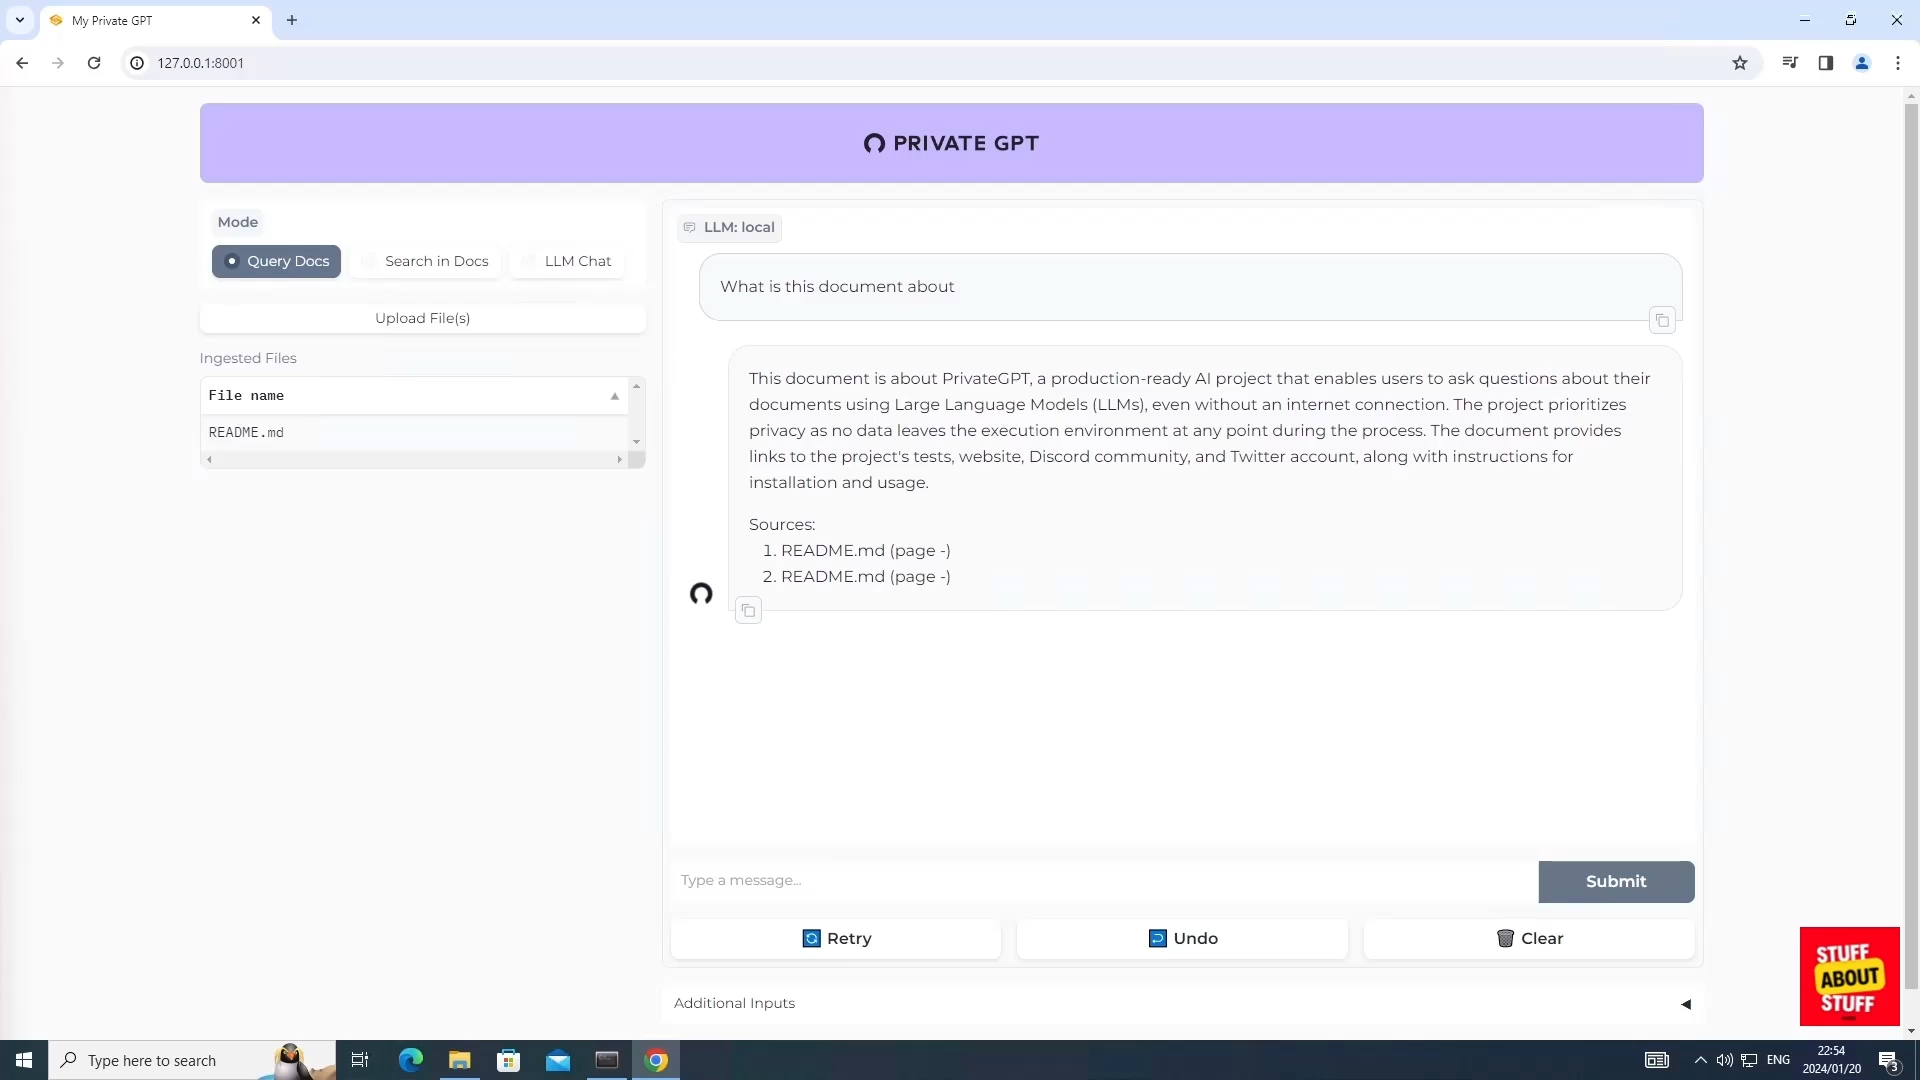 My Private GPT
127.0.0.1:8001
PRIVATE GPT
Mode
Query Docs
Search in Docs
LLM Chat
Upload File(s)
Ingested Files
File name
README.md
LLM: local
What is this document about
This document is about PrivateGPT, a production-ready AI project that enables users to ask questions about their
documents using Large Language Models (LLMs), even without an internet connection. The project prioritizes
privacy as no data leaves the execution environment at any point during the process. The document provides
links to the project's tests, website, Discord community, and Twitter account, along with instructions for
installation and usage.
Sources:
1. README.md (page -)
2. README.md (page -)
Type a message...
Submit
Retry
Undo
Clear
Additional Inputs
STUFF
ABOUT
STUFF
Type here to search
ENG
22:54
2024/01/20
3